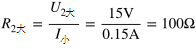 R₂大 = U₂大 / I小 = 15V / 0.15A = 100Ω